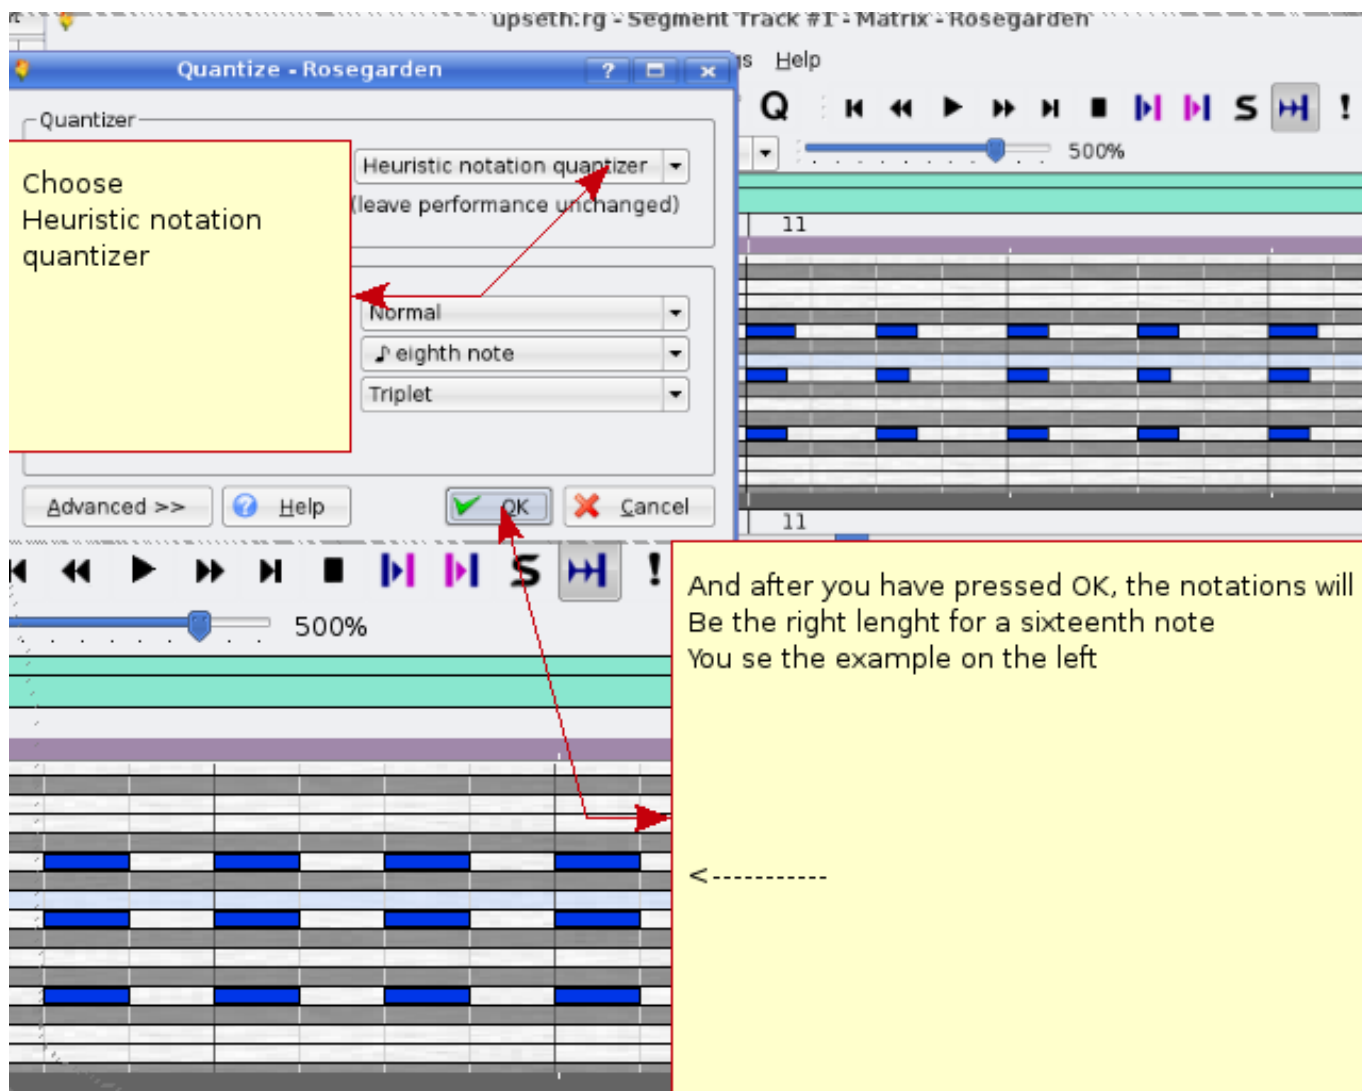 upseth.rg - Segment Track #1 - Matrix - Rosegarden
Quantize - Rosegarden
?
gs Help
Quantizer
Q
S
!
Choose
Heuristic notation
quantizer
Heuristic notation quantizer
500%
(leave performance unchanged)
11
Normal
eighth note
Triplet
Advanced >>
Help
OK
Cancel
11
S
!
500%
And after you have pressed OK, the notations will
Be the right lenght for a sixteenth note
You se the example on the left
<-----------